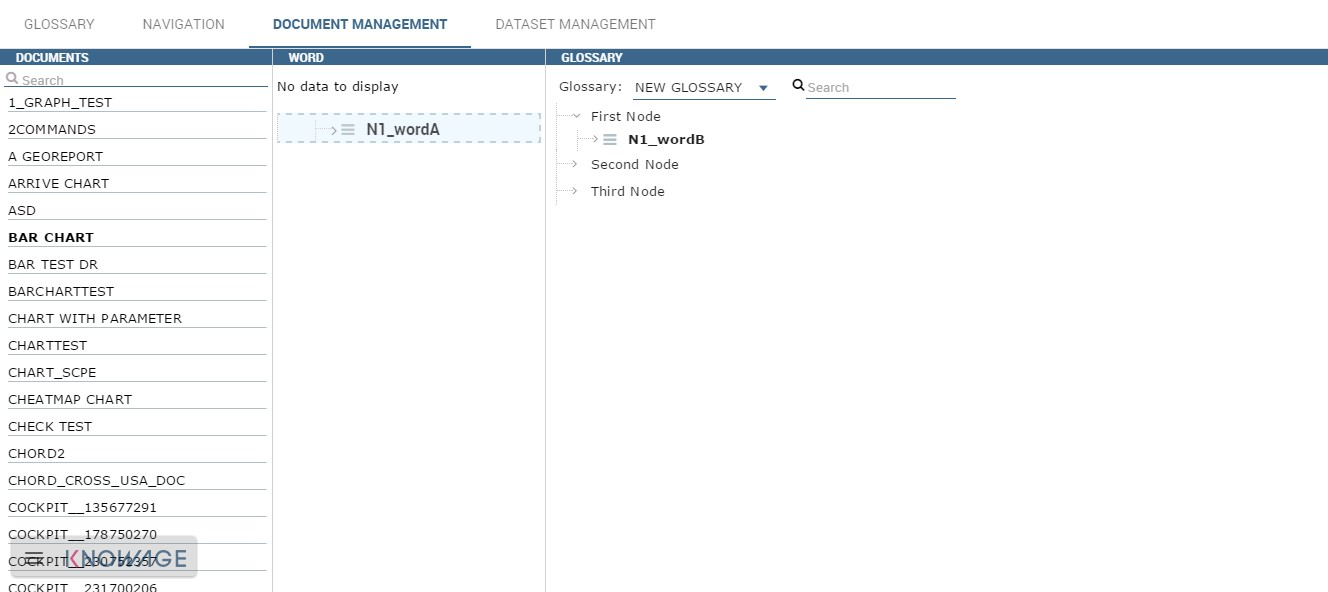 GLOSSARY NAVIGATION DOCUMENT MANAGEMENT DATASET MANAGEMENT
DOCUMENTS
Search
1_GRAPH_TEST
2COMMANDS
A GEOREPORT
ARRIVE CHART
ASD
BAR CHART
BAR TEST DR
BARCHARTTEST
CHART WITH PARAMETER
CHARTTEST
CHART_SCPE
CHEATMAP CHART
CHECK TEST
CHORD2
CHORD_CROSS_USA_DOC
COCKPIT__135677291
COCKPIT__178750270
COCKPIT__230752357
KNOWAGE
COCKPIT__231700206
WORD
No data to display
N1_wordA
GLOSSARY
Glossary: NEW GLOSSARY Search
First Node
N1_wordB
Second Node
Third Node